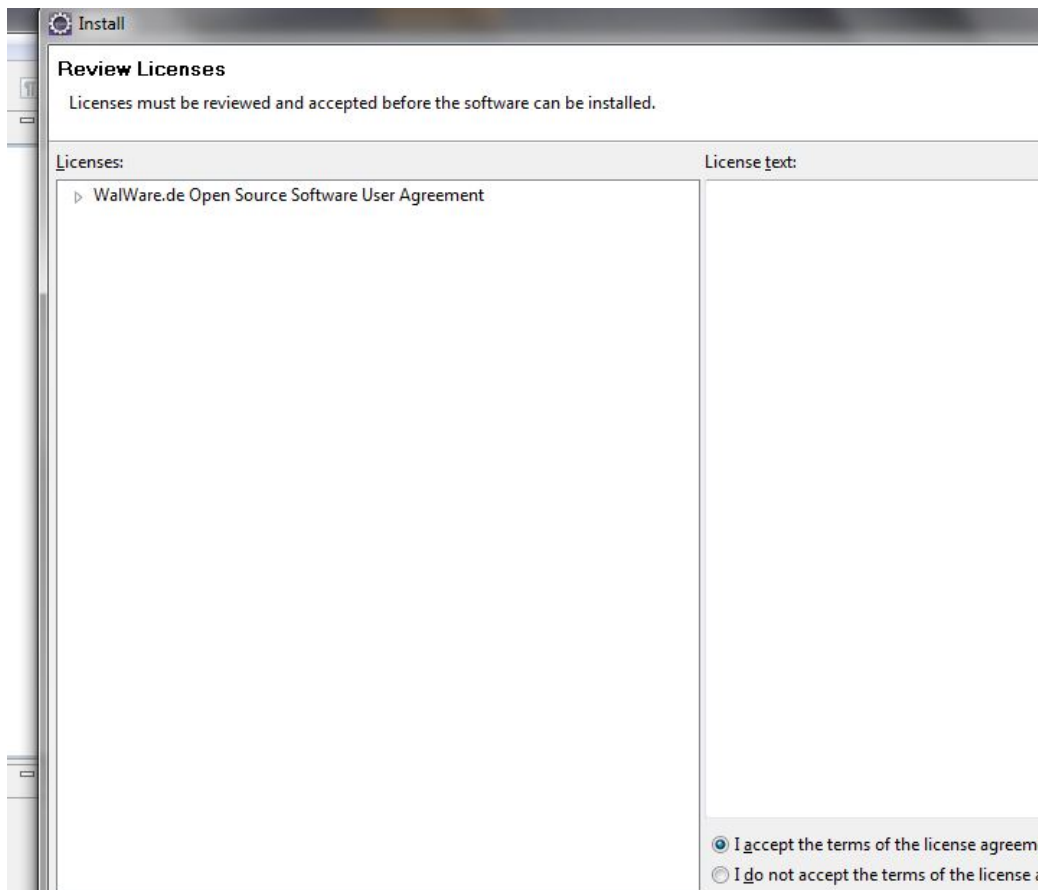 Install
Review Licenses
Licenses must be reviewed and accepted before the software can be installed.
Licenses:
License text:
WalWare.de Open Source Software User Agreement
I accept the terms of the license agreem
I do not accept the terms of the license a